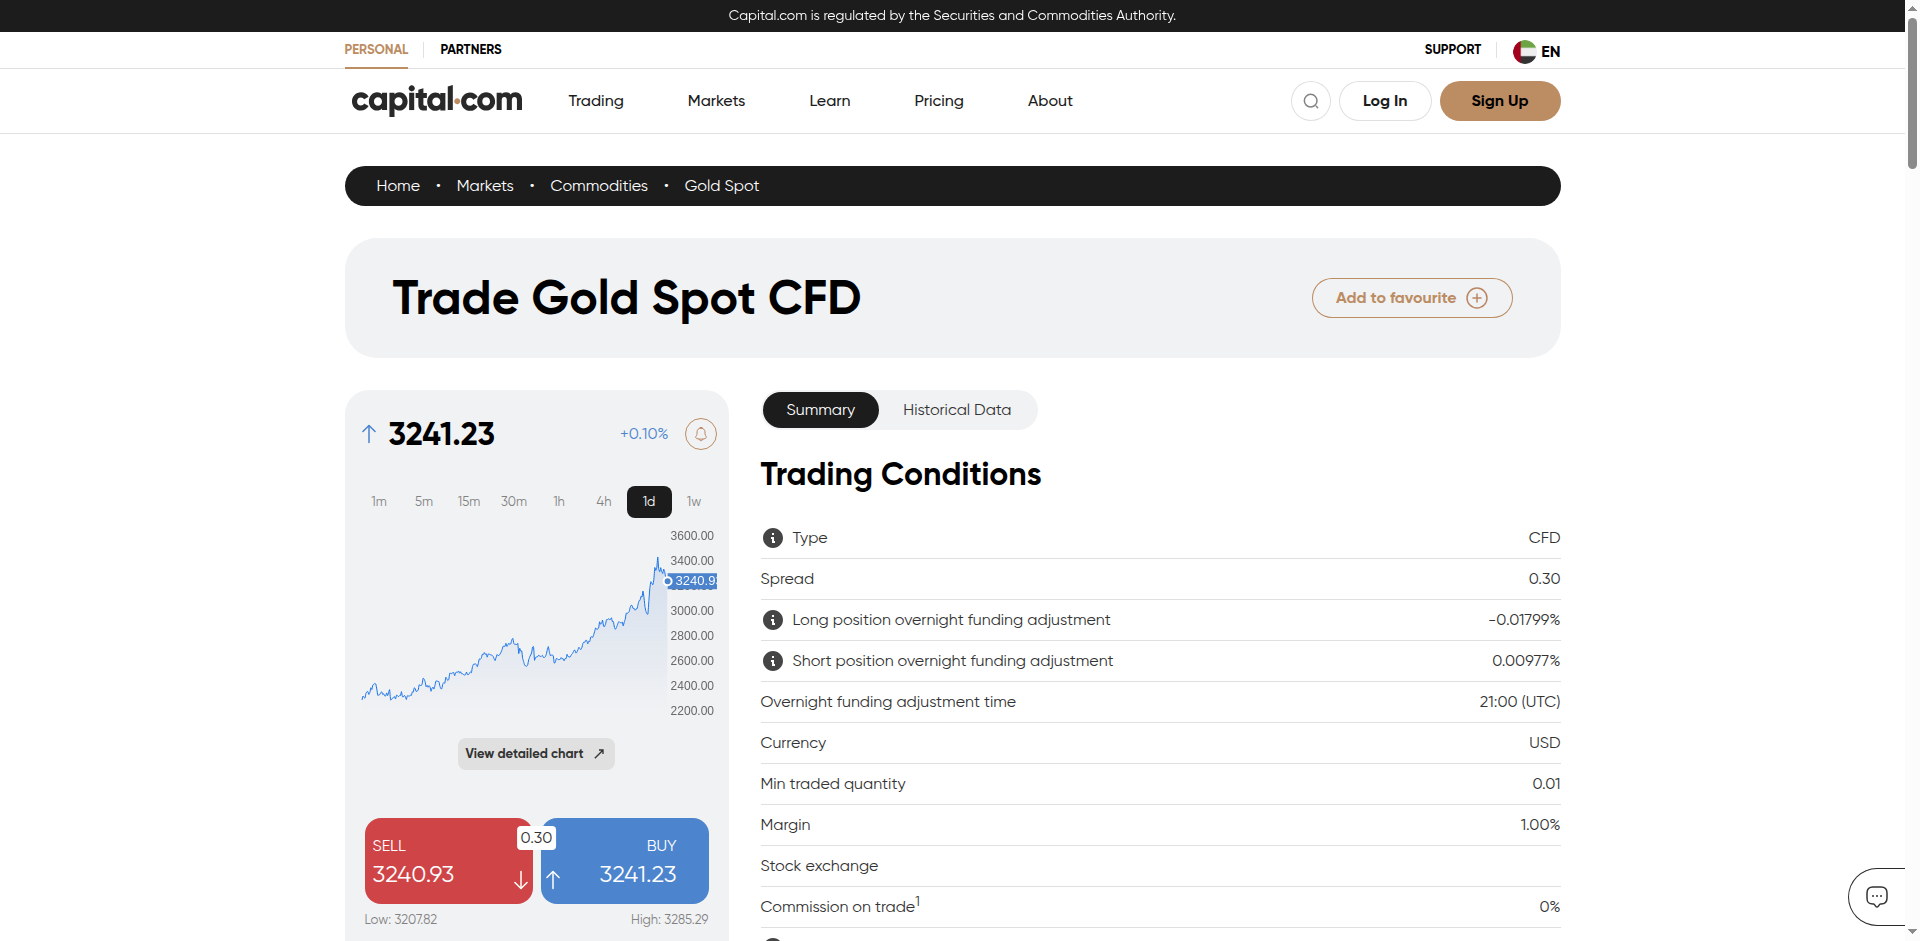 Capital.com is regulated by the Securities and Commodities Authority.
PERSONAL PARTNERS SUPPORT EN
capital.com Trading Markets Learn Pricing About Log In Sign Up
Home • Markets • Commodities • Gold Spot
Trade Gold Spot CFD
Add to favourite
3241.23 +0.10%
1m 5m 15m 30m 1h 4h 1d 1w
3600.00
3400.00
3240.93
3000.00
2800.00
2600.00
2400.00
2200.00
View detailed chart
SELL 0.30 BUY
3240.93 3241.23
Low: 3207.82 High: 3285.29
Summary Historical Data
Trading Conditions
Type CFD
Spread 0.30
Long position overnight funding adjustment -0.01799%
Short position overnight funding adjustment 0.00977%
Overnight funding adjustment time 21:00 (UTC)
Currency USD
Min traded quantity 0.01
Margin 1.00%
Stock exchange
Commission on trade1 0%